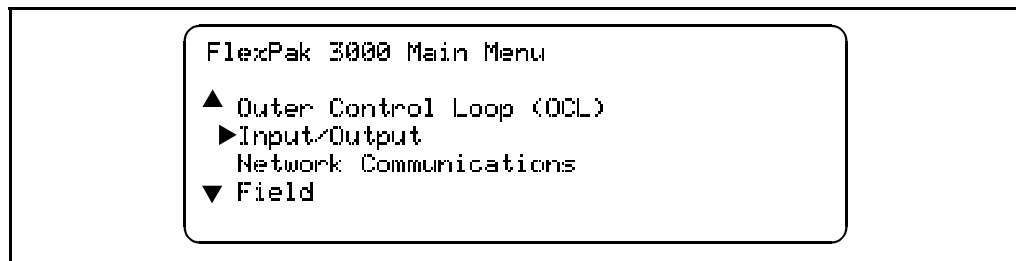 FlexPak 3000 Main Menu
▲ Outer Control Loop (OCL)
▶Input/Output
Network Communications
▼ Field